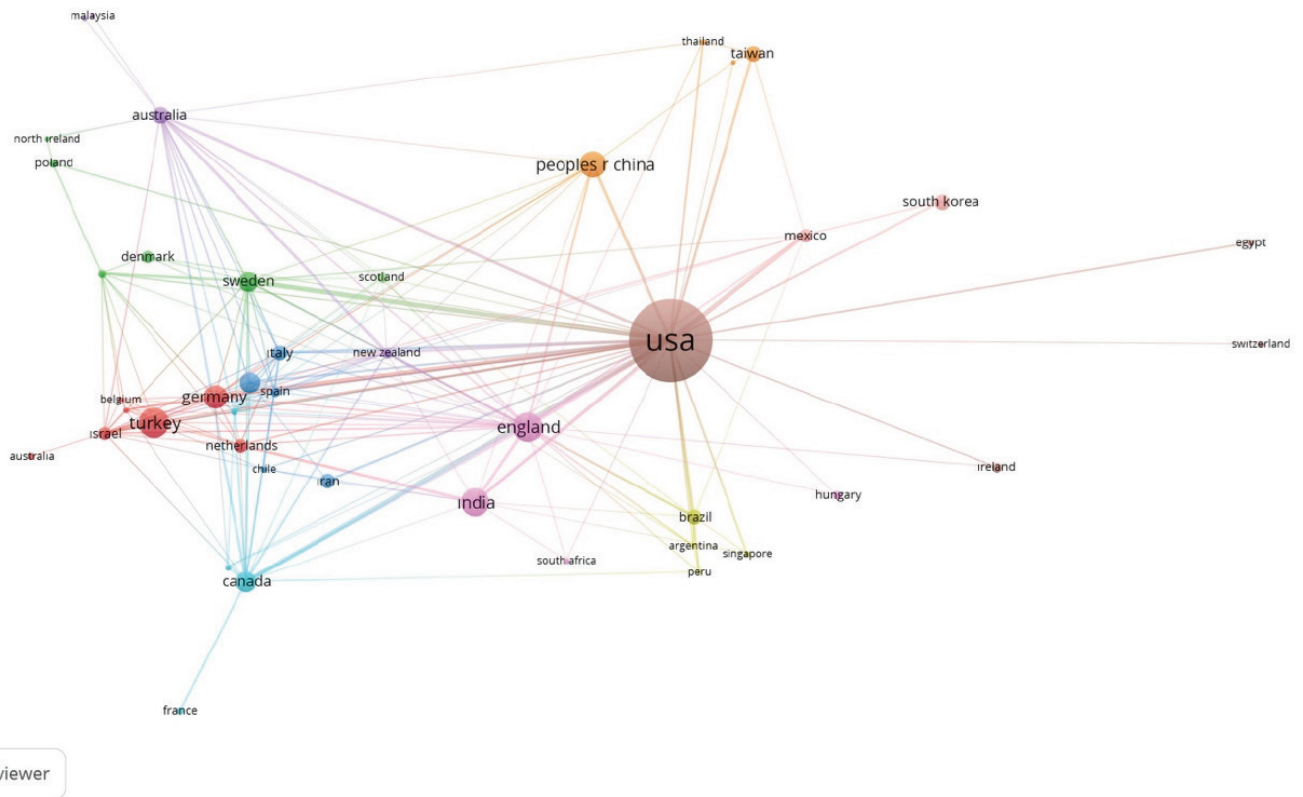 malaysia
thailand
taiwan
australia
north ireland
poland
peoples r china
south korea
mexico
egypt
denmark
sweden
scotland
usa
switzerland
italy
new zealand
spain
germany
belgium
turkey
israel
england
netherlands
australia
chile
iran
ireland
hungary
india
brazil
argentina
singapore
south africa
peru
canada
france
viewer